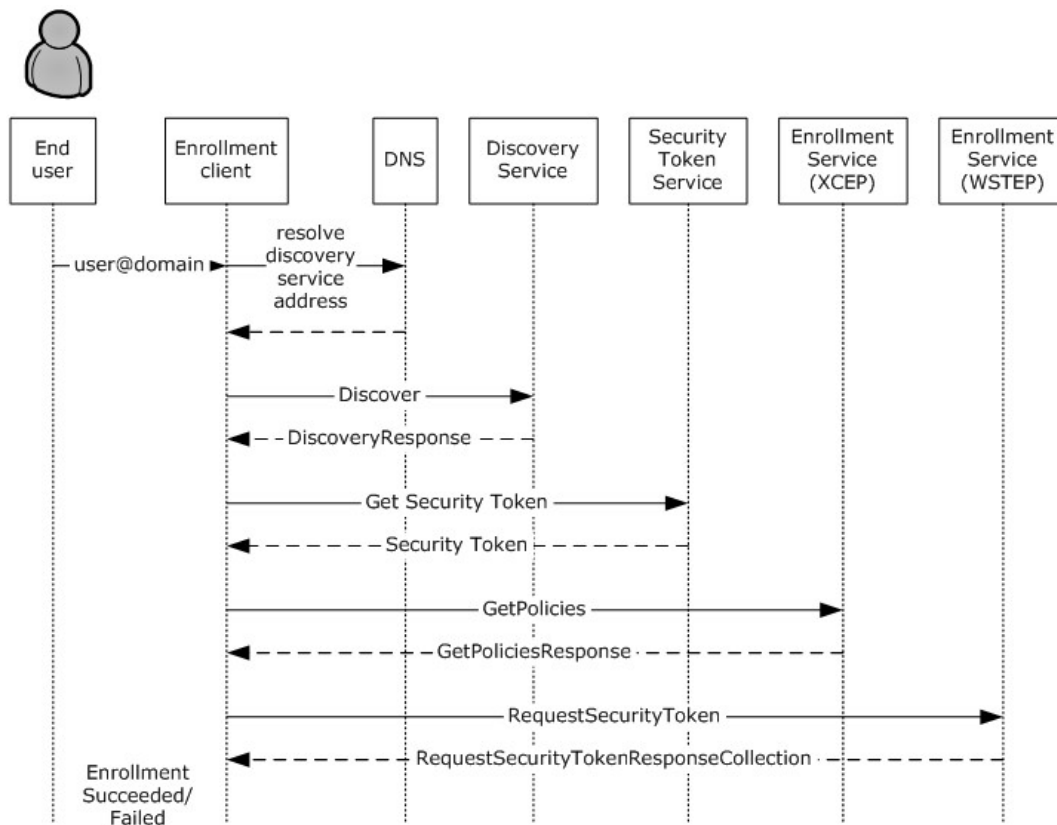 End
user
Enrollment
client
DNS
Discovery
Service
Security
Token
Service
Enrollment
Service
(XCEP)
Enrollment
Service
(WSTEP)
user@domain
resolve
discovery
service
address
Discover
DiscoveryResponse
Get Security Token
Security Token
GetPolicies
GetPoliciesResponse
RequestSecurityToken
RequestSecurityTokenResponseCollection
Enrollment
Succeeded/
Failed